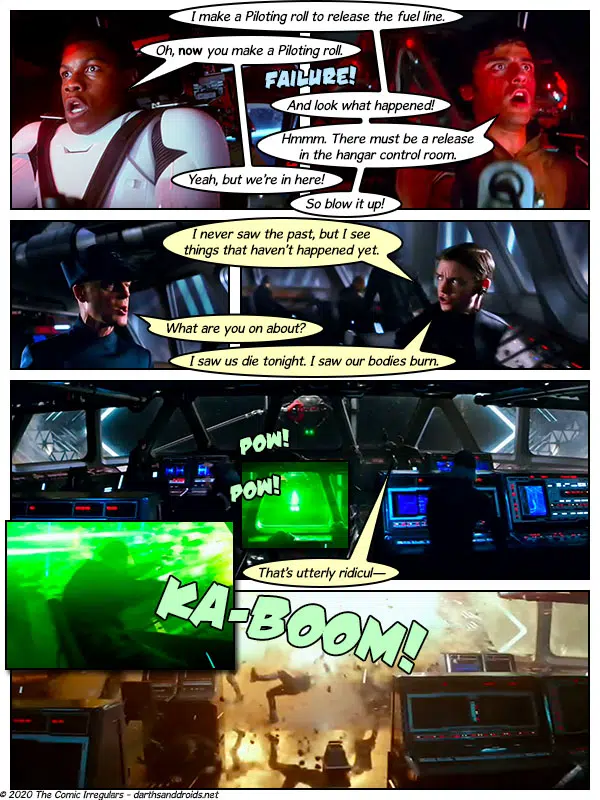 I make a Piloting roll to release the fuel line.
Oh, now you make a Piloting roll.
FAILURE!
And look what happened!
Hmmm. There must be a release
in the hangar control room.
Yeah, but we're in here!
So blow it up!
I never saw the past, but I see
things that haven't happened yet.
What are you on about?
I saw us die tonight. I saw our bodies burn.
POW!
POW!
That's utterly ridicul—
KA-BOOM!
© 2020 The Comic Irregulars - darthsanddroids.net